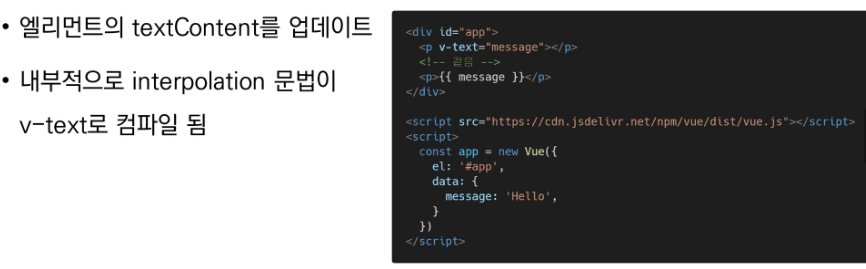 • 엘리먼트의 textContent를 업데이트
• 내부적으로 interpolation 문법이
v-text로 컴파일 됨
<div id="app">
  <p v-text="message"></p>
  <!-- 같음 -->
  <p>{{ message }}</p>
</div>
<script src="https://cdn.jsdelivr.net/npm/vue/dist/vue.js"></script>
<script>
  const app = new Vue({
    el: '#app',
    data: {
      message: 'Hello',
    }
  })
</script>